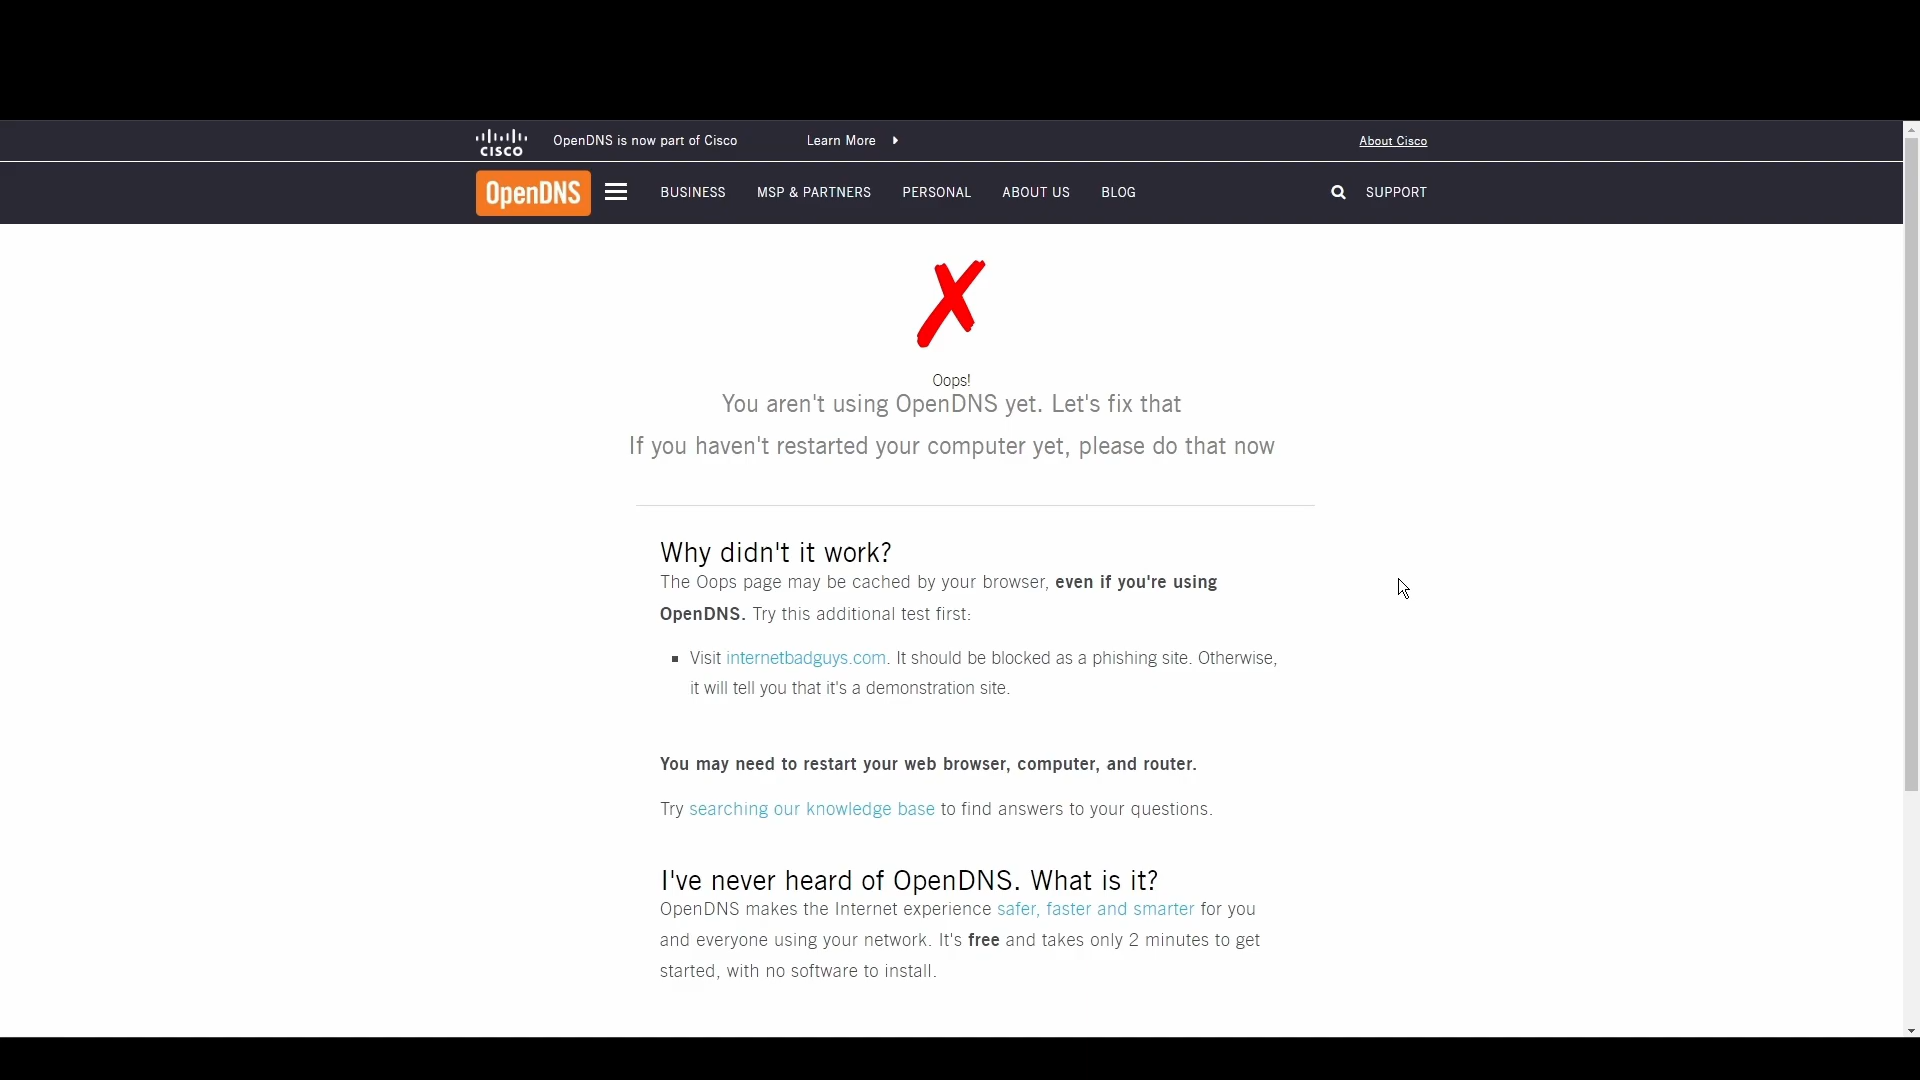 CISCO OpenDNS is now part of Cisco Learn More About Cisco
OpenDNS BUSINESS MSP & PARTNERS PERSONAL ABOUT US BLOG SUPPORT
Oops!
You aren't using OpenDNS yet. Let's fix that
If you haven't restarted your computer yet, please do that now
Why didn't it work?
The Oops page may be cached by your browser, even if you're using
OpenDNS. Try this additional test first:
Visit internetbadguys.com. It should be blocked as a phishing site. Otherwise,
it will tell you that it's a demonstration site.
You may need to restart your web browser, computer, and router.
Try searching our knowledge base to find answers to your questions.
I've never heard of OpenDNS. What is it?
OpenDNS makes the Internet experience safer, faster and smarter for you
and everyone using your network. It's free and takes only 2 minutes to get
started, with no software to install.